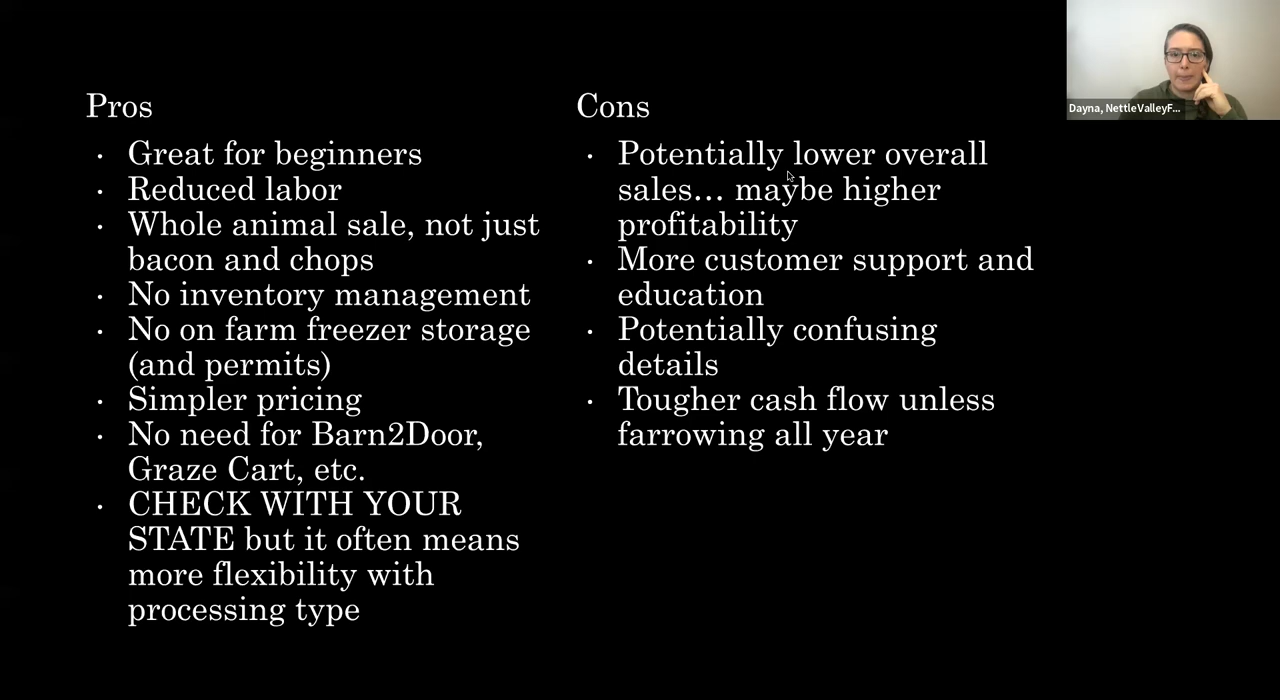 Pros
• Great for beginners
• Reduced labor
• Whole animal sale, not just
bacon and chops
• No inventory management
• No on farm freezer storage
(and permits)
• Simpler pricing
• No need for Barn2Door,
Graze Cart, etc.
• CHECK WITH YOUR
STATE but it often means
more flexibility with
processing type
Cons
• Potentially lower overall
sales… maybe higher
profitability
• More customer support and
education
• Potentially confusing
details
• Tougher cash flow unless
farrowing all year
Dayna, NettleValleyF...